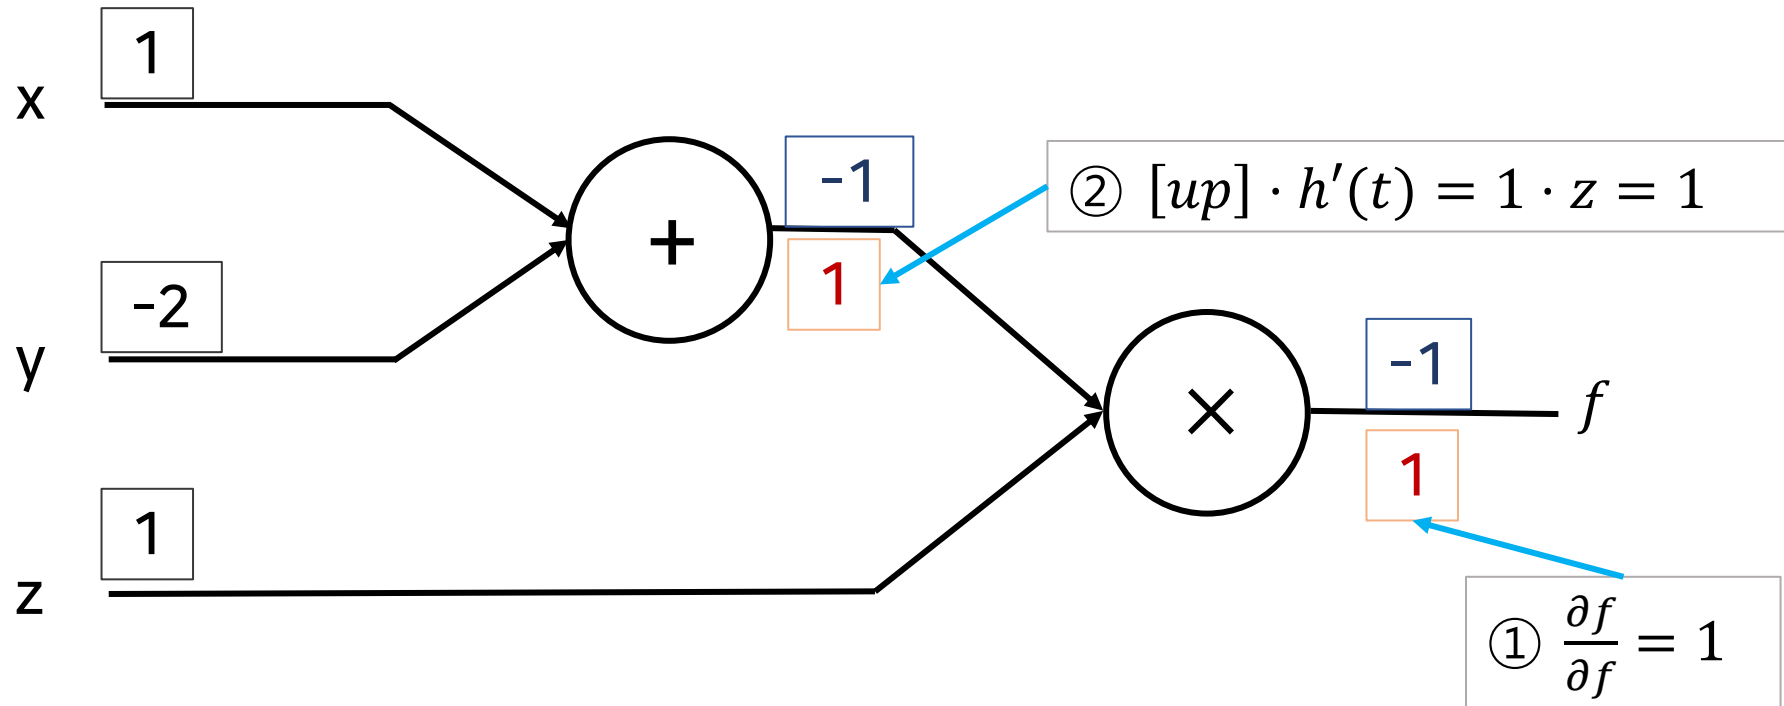 1
x
-1
② [up] · h′(t) = 1 · z = 1
+
1
-2
y
-1
×
f
1
1
z
① ∂f/∂f = 1